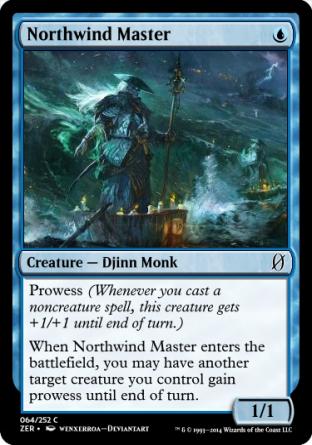 Northwind Master
Creature — Djinn Monk
Prowess (Whenever you cast a
noncreature spell, this creature gets
+1/+1 until end of turn.)
When Northwind Master enters the
battlefield, you may have another
target creature you control gain
prowess until end of turn.
1/1
064/252 C
ZER • WENXERROA—DEVIANTART
™ & © 1993–2014 Wizards of the Coast LLC